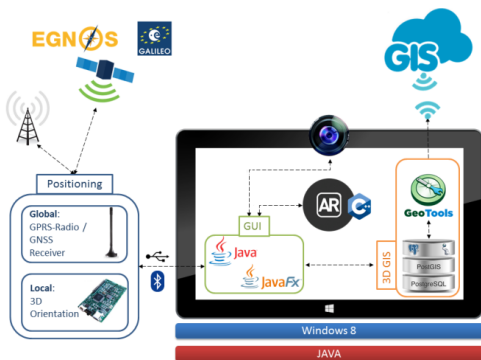 EGNOS
GALILEO
GIS
Positioning
Global:
GPRS-Radio /
GNSS
Receiver
Local:
3D
Orientation
AR
C++
GUI
Java
JavaFx
3D GIS
GeoTools
PostGIS
PostgreSQL
Windows 8
JAVA